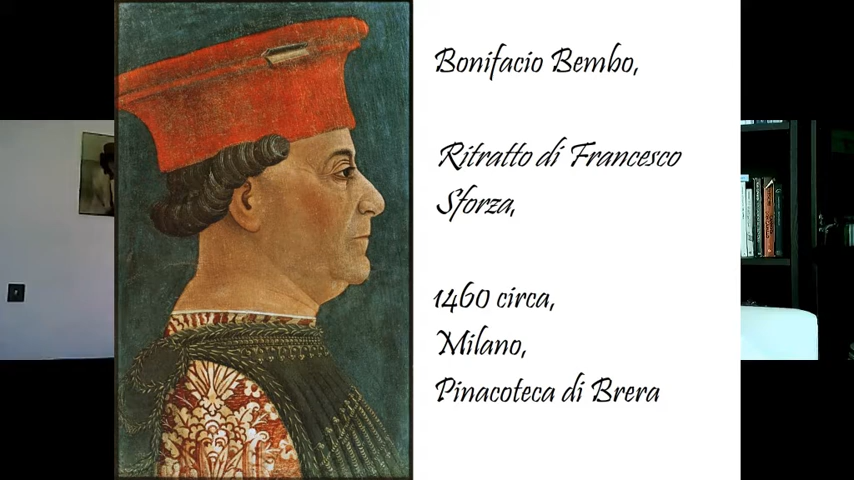 Bonifacio Bembo,
Ritratto di Francesco
Sforza,
1460 circa,
Milano,
Pinacoteca di Brera